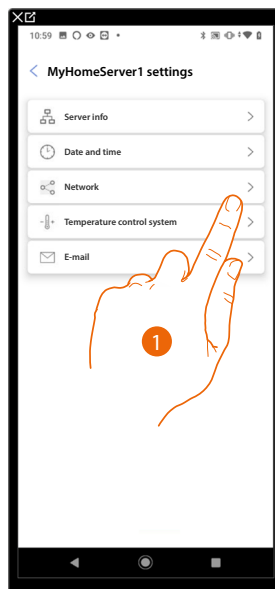 10:59
MyHomeServer1 settings
Server info
Date and time
Network
Temperature control system
E-mail
1